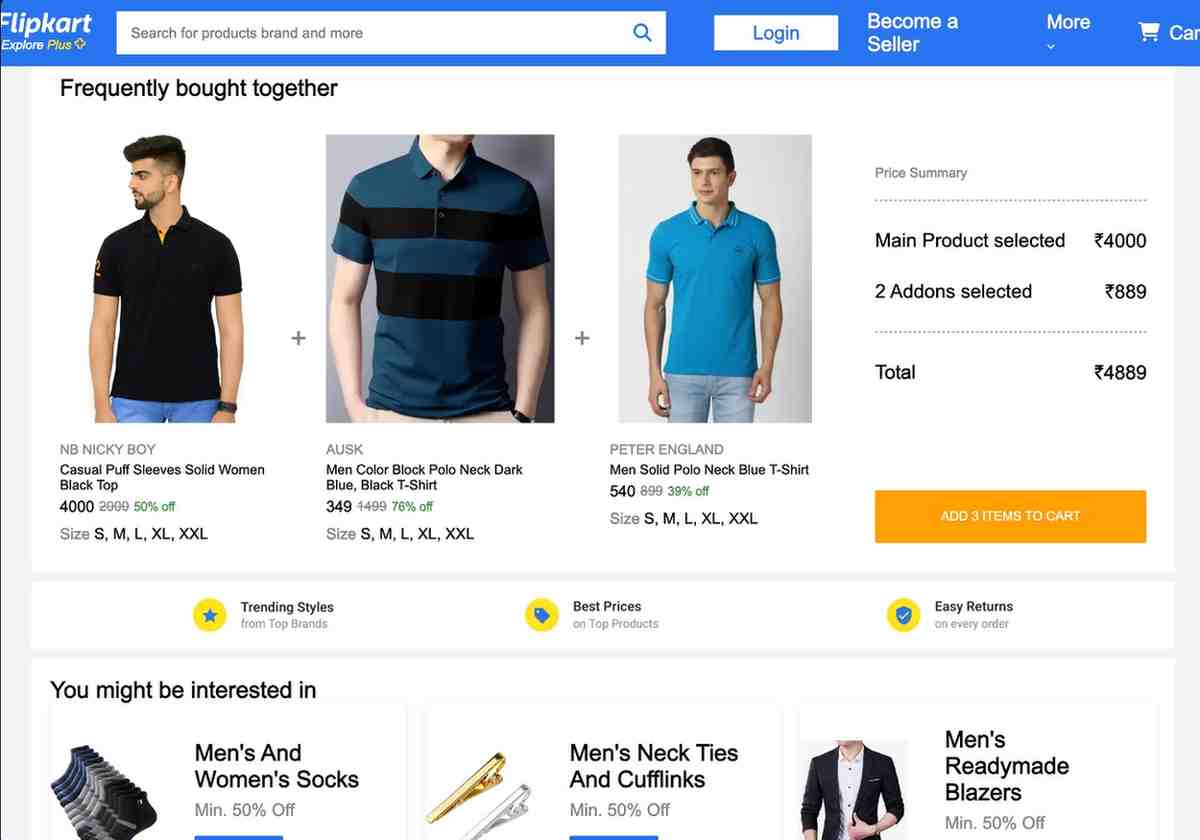 Flipkart
Explore Plus
Search for products brand and more
Login
Become a
Seller
More
Frequently bought together
Price Summary
Main Product selected ₹4000
2 Addons selected ₹889
Total ₹4889
ADD 3 ITEMS TO CART
2
NB NICKY BOY
Casual Puff Sleeves Solid Women
Black Top
4000 2000 50% off
Size S, M, L, XL, XXL
AUSK
Men Color Block Polo Neck Dark
Blue, Black T-Shirt
349 1499 76% off
Size S, M, L, XL, XXL
PETER ENGLAND
Men Solid Polo Neck Blue T-Shirt
540 899 39% off
Size S, M, L, XL, XXL
Trending Styles
from Top Brands
Best Prices
on Top Products
Easy Returns
on every order
You might be interested in
Men's And
Women's Socks
Min. 50% Off
Men's Neck Ties
And Cufflinks
Min. 50% Off
Men's
Readymade
Blazers
Min. 50% Off